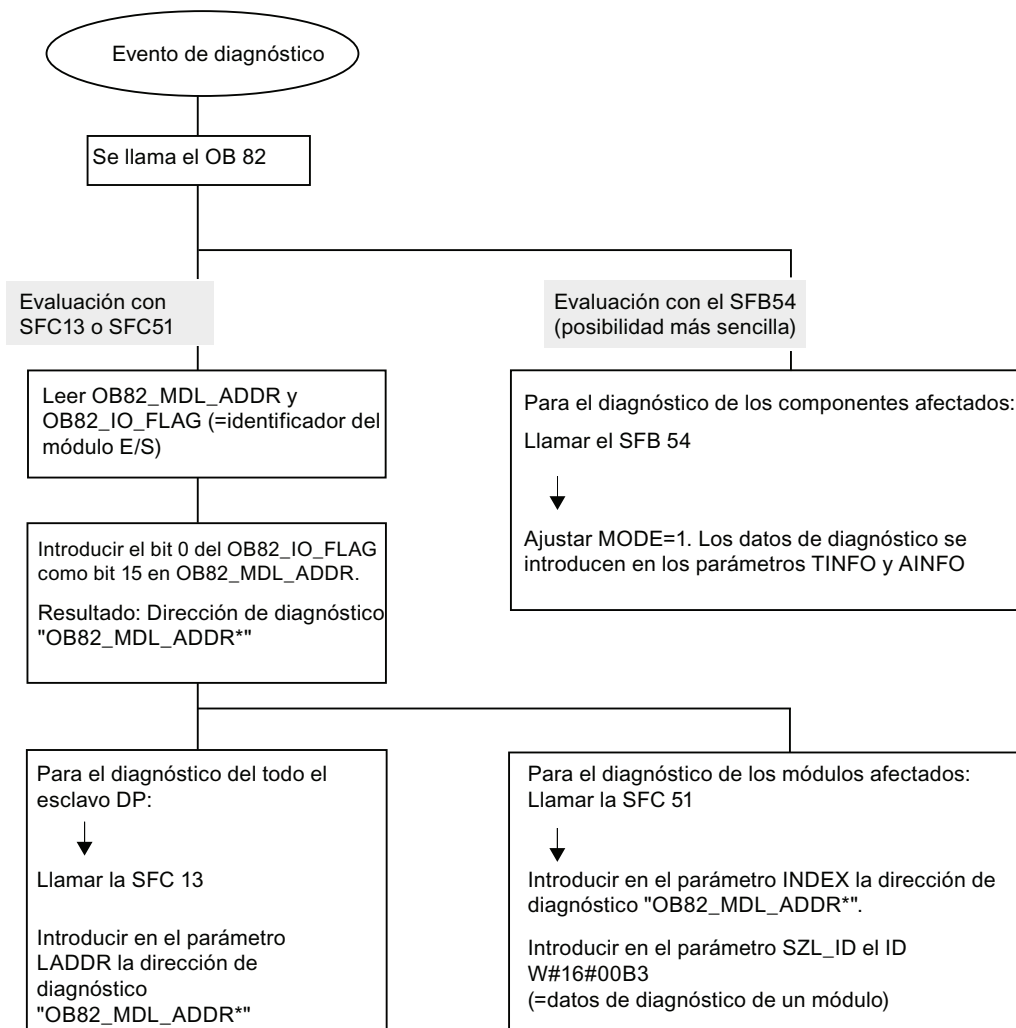 Evento de diagnóstico
Se llama el OB 82
Evaluación con
SFC13 o SFC51
Evaluación con el SFB54
(posibilidad más sencilla)
Leer OB82_MDL_ADDR y
OB82_IO_FLAG (=identificador del
módulo E/S)
Para el diagnóstico de los componentes afectados:
Llamar el SFB 54
Ajustar MODE=1. Los datos de diagnóstico se
introducen en los parámetros TINFO y AINFO
Introducir el bit 0 del OB82_IO_FLAG
como bit 15 en OB82_MDL_ADDR.
Resultado: Dirección de diagnóstico
"OB82_MDL_ADDR*"
Para el diagnóstico del todo el
esclavo DP:
Llamar la SFC 13
Introducir en el parámetro
LADDR la dirección de
diagnóstico
"OB82_MDL_ADDR*"
Para el diagnóstico de los módulos afectados:
Llamar la SFC 51
Introducir en el parámetro INDEX la dirección de
diagnóstico "OB82_MDL_ADDR*".
Introducir en el parámetro SZL_ID el ID
W#16#00B3
(=datos de diagnóstico de un módulo)